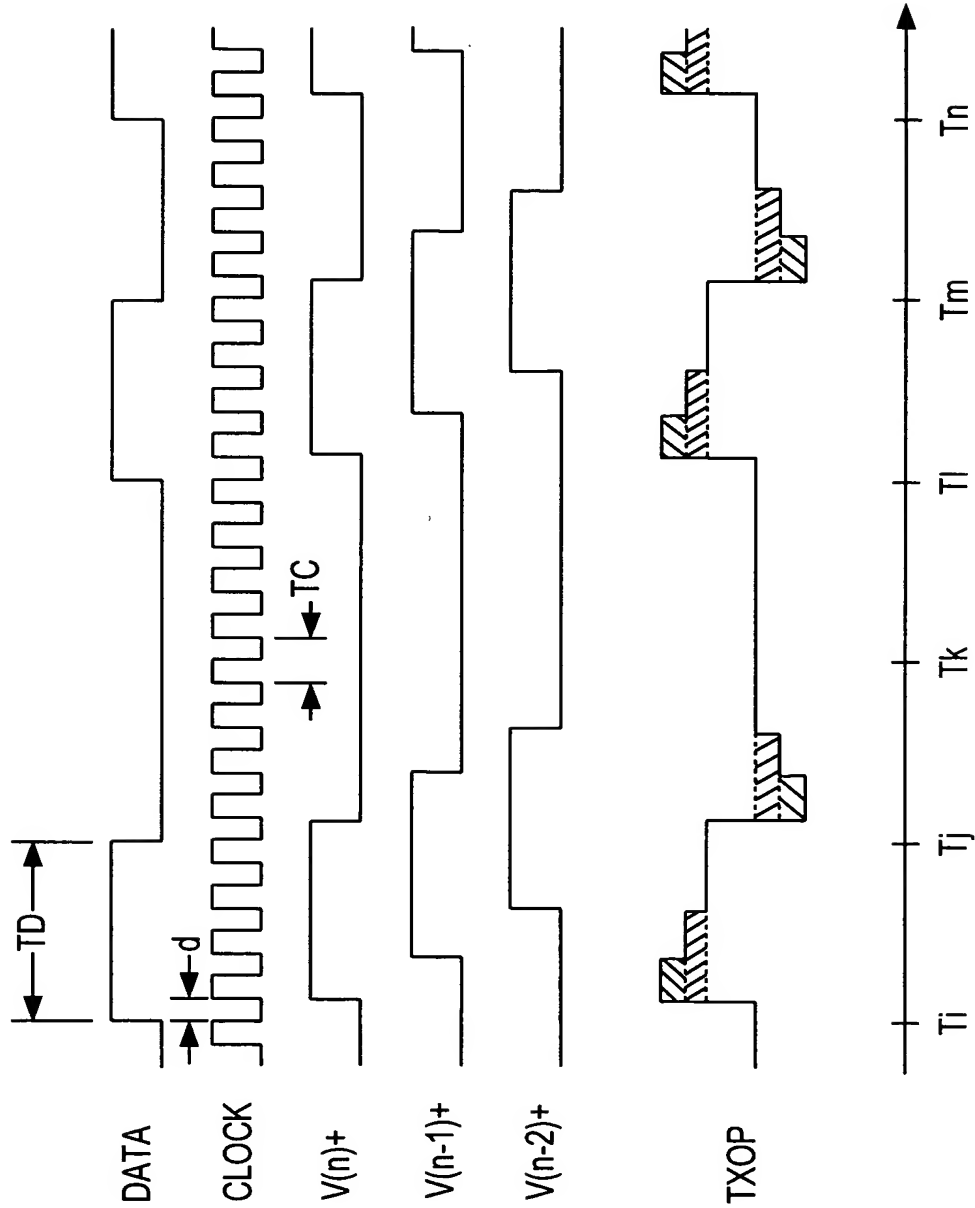 TD
d
TC
DATA
CLOCK
V(n)+
V(n-1)+
V(n-2)+
TXOP
Ti
Tj
Tk
Tl
Tm
Tn